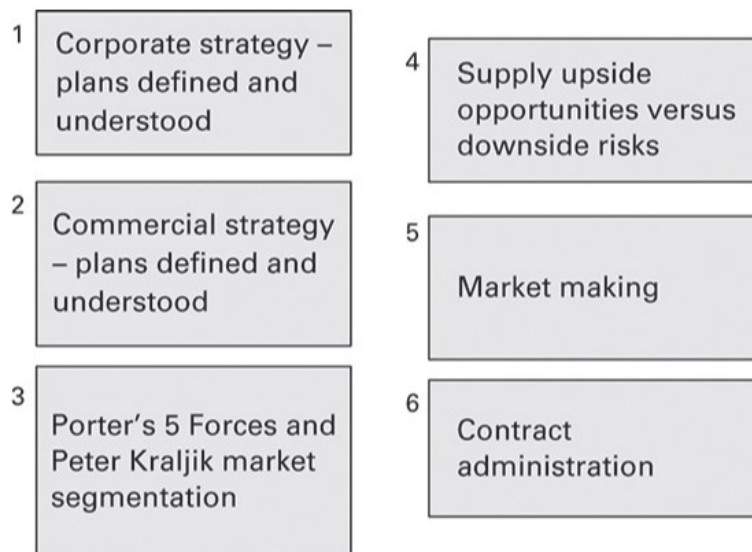 1
Corporate strategy –
plans defined and
understood
2
Commercial strategy
– plans defined and
understood
3
Porter's 5 Forces and
Peter Kraljik market
segmentation
4
Supply upside
opportunities versus
downside risks
5
Market making
6
Contract
administration